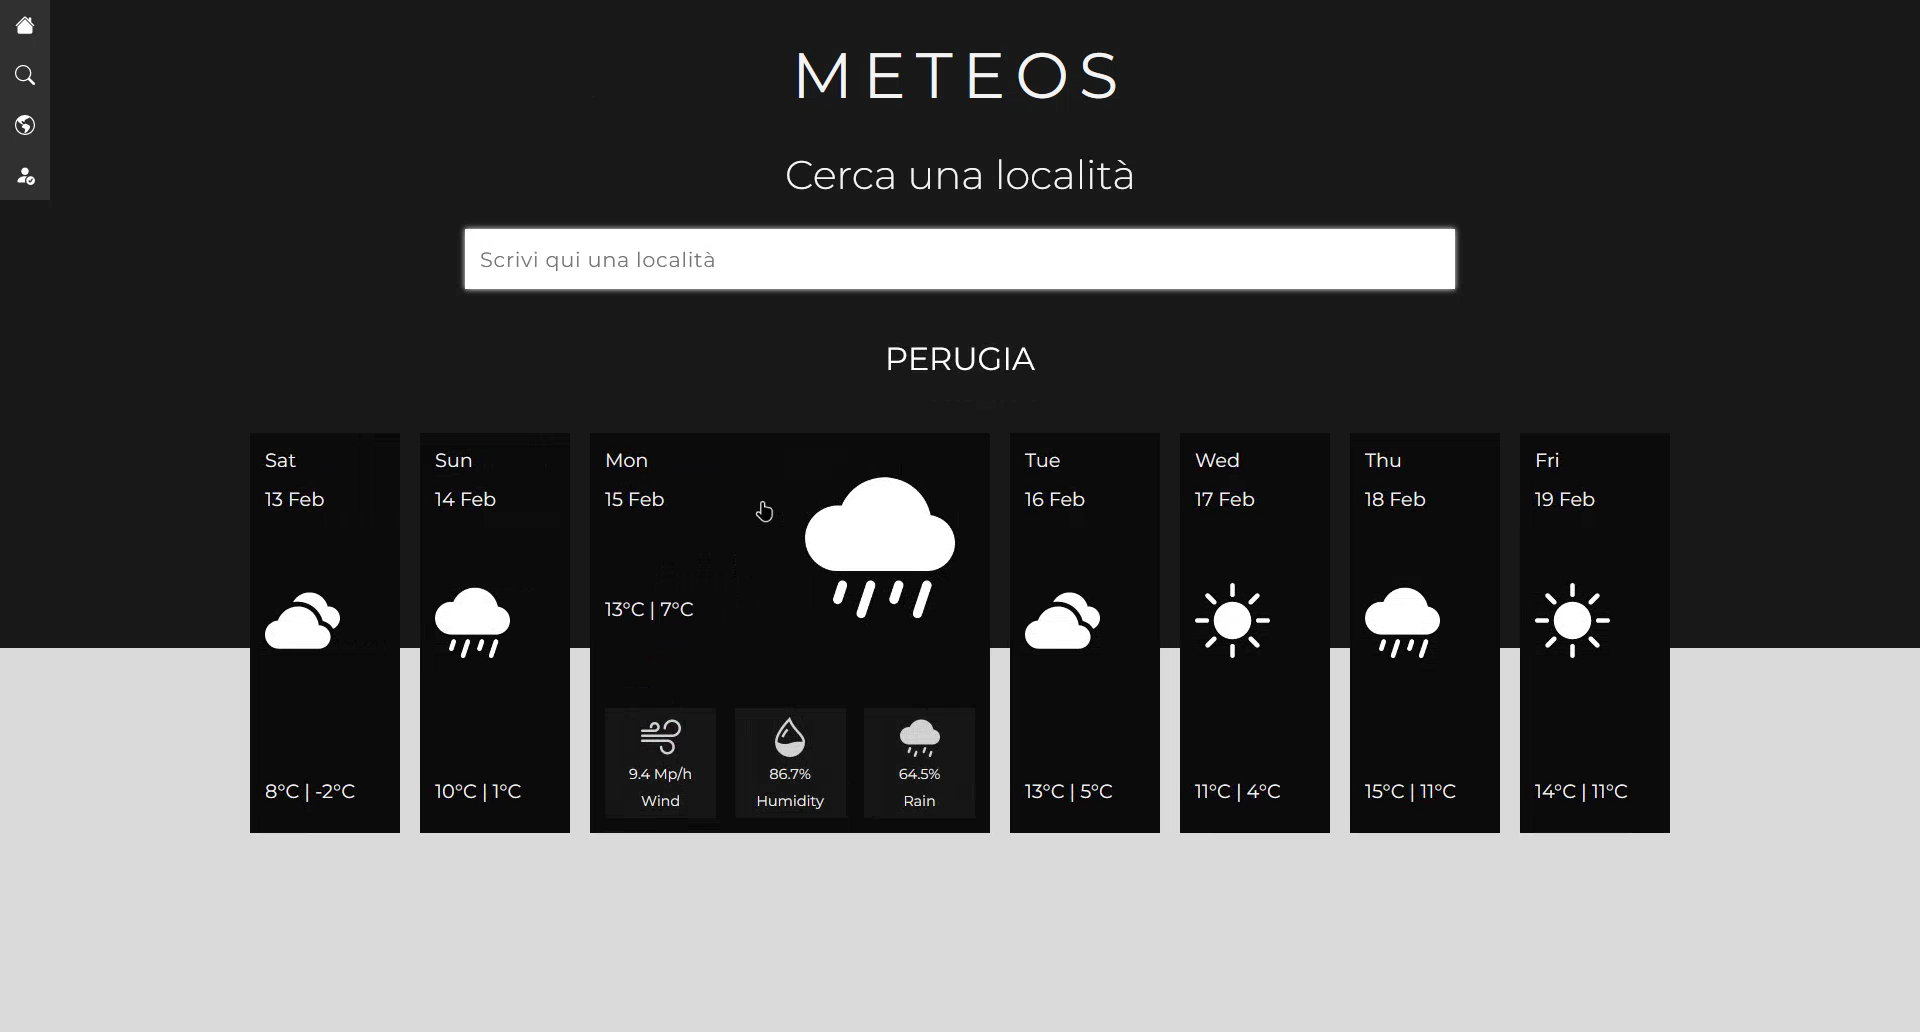 METEOS
Cerca una località
Scrivi qui una località
PERUGIA
Sat
13 Feb
8°C | -2°C
Sun
14 Feb
10°C | 1°C
Mon
15 Feb
13°C | 7°C
9.4 Mp/h
Wind
86.7%
Humidity
64.5%
Rain
Tue
16 Feb
13°C | 5°C
Wed
17 Feb
11°C | 4°C
Thu
18 Feb
15°C | 11°C
Fri
19 Feb
14°C | 11°C